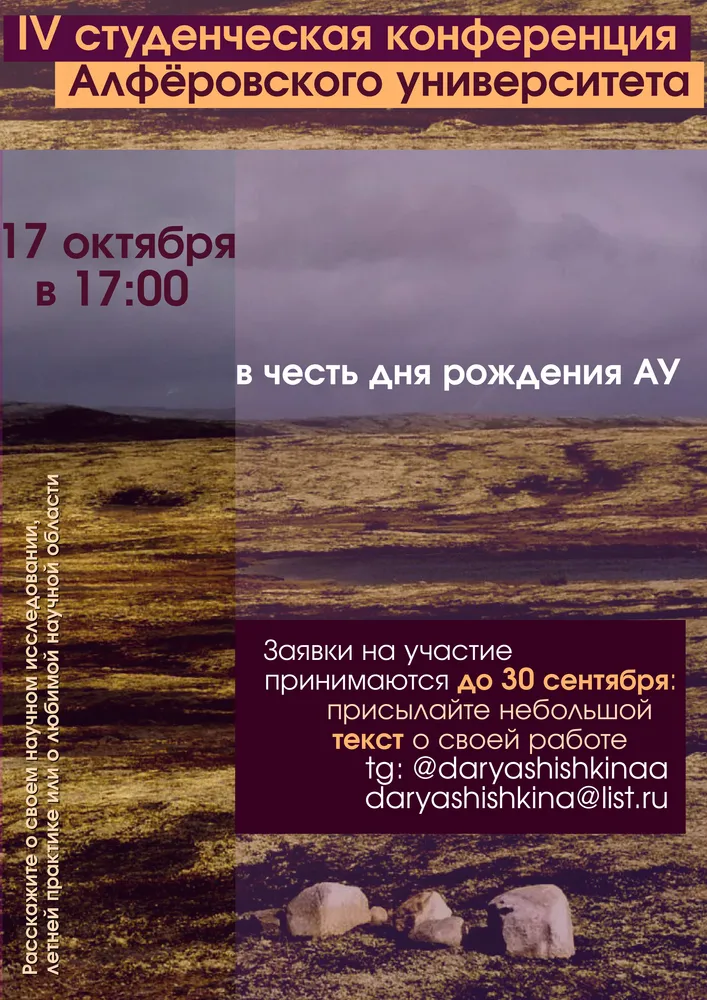 IV студенческая конференция
Алфёровского университета
17 октября
в 17:00
в честь дня рождения АУ
Расскажите о своем научном исследовании,
летней практике или о любимой научной области
Заявки на участие
принимаются до 30 сентября:
присылайте небольшой
текст о своей работе
tg: @daryashishkinaa
daryashishkina@list.ru